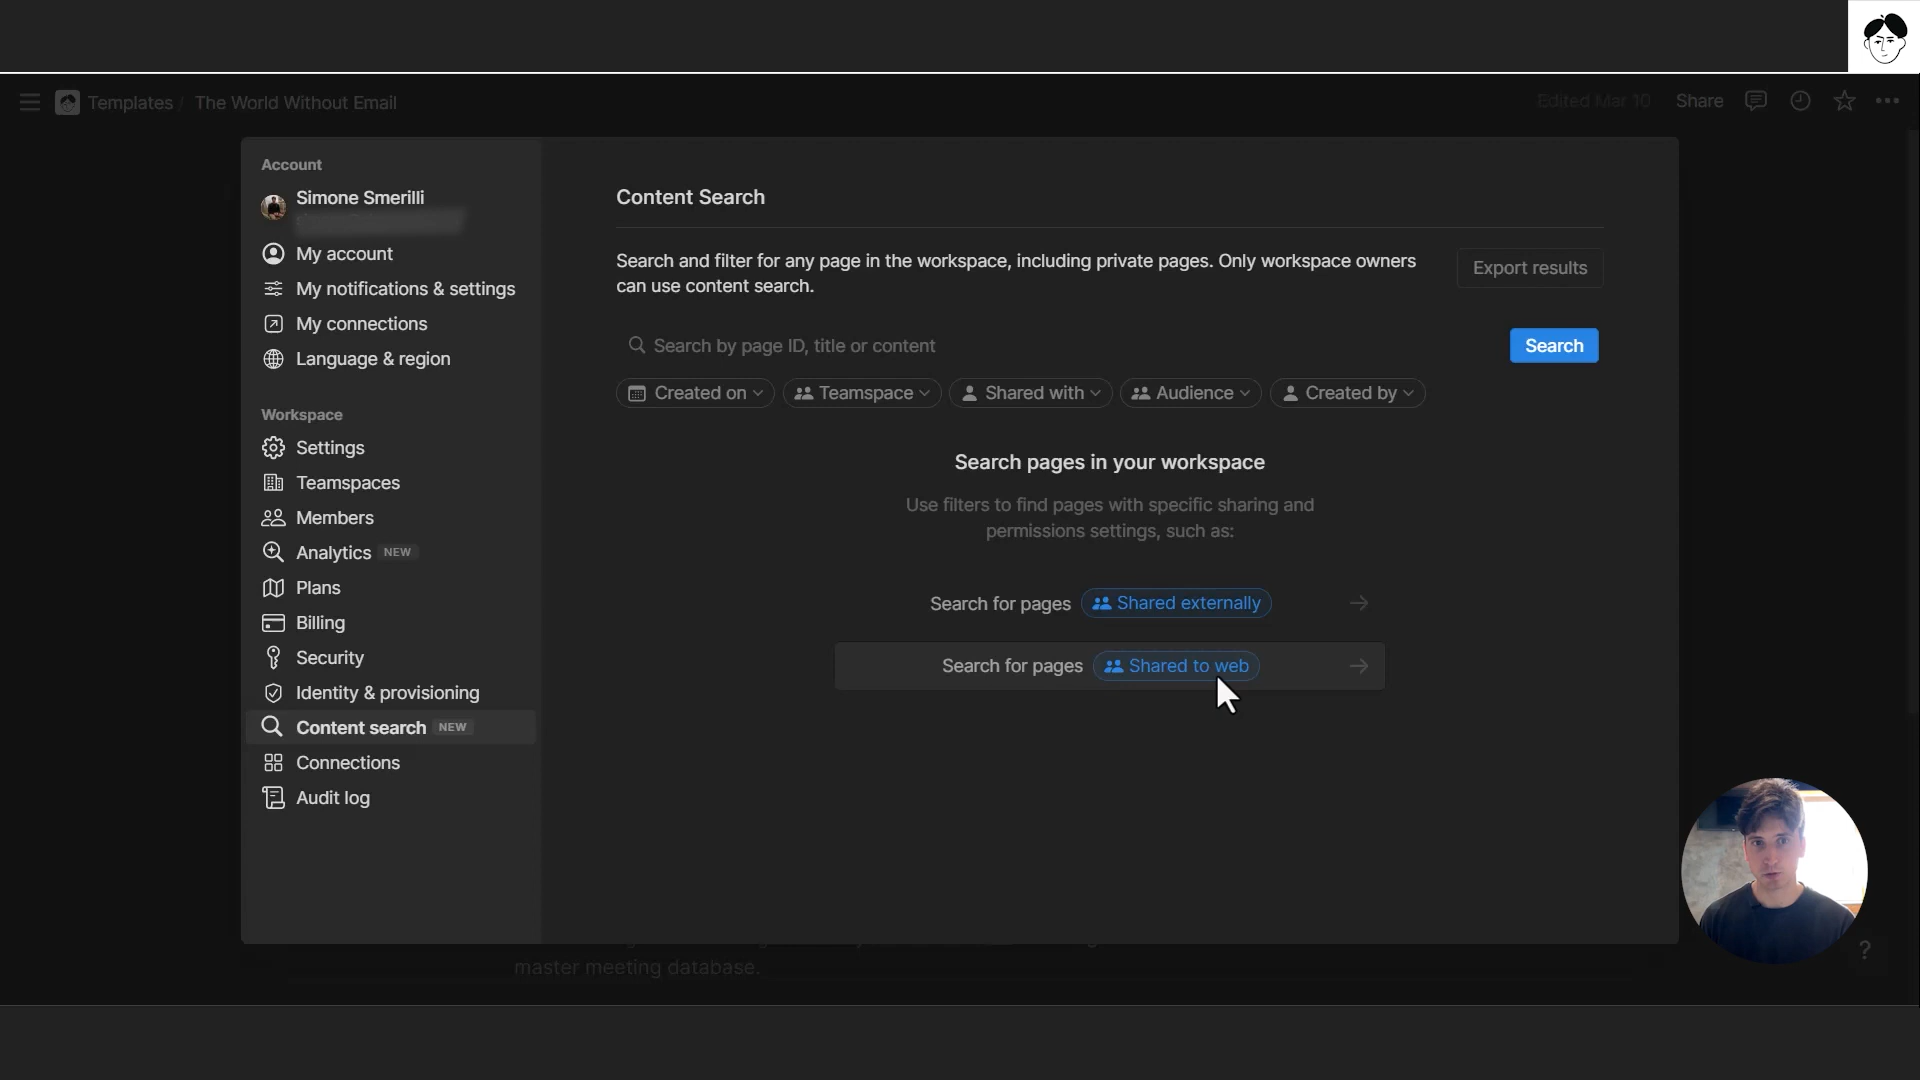 Templates / The World Without Email
Edited Mar 10
Share
Account
Simone Smerilli
My account
My notifications & settings
My connections
Language & region
Workspace
Settings
Teamspaces
Members
Analytics NEW
Plans
Billing
Security
Identity & provisioning
Content search NEW
Connections
Audit log
Content Search
Search and filter for any page in the workspace, including private pages. Only workspace owners
can use content search.
Export results
Search by page ID, title or content
Search
Created on
Teamspace
Shared with
Audience
Created by
Search pages in your workspace
Use filters to find pages with specific sharing and
permissions settings, such as:
Search for pages Shared externally
Search for pages Shared to web
master meeting database.
?